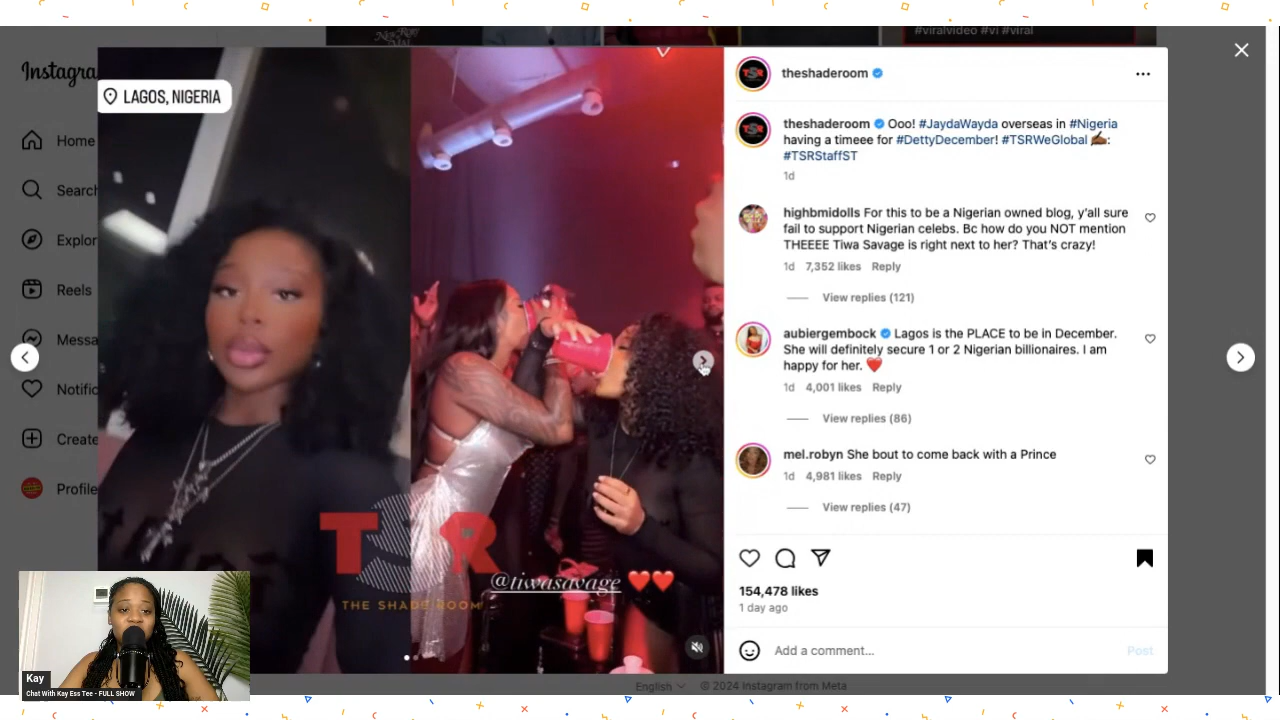 #viralvideo #vl #viral
Instagra
LAGOS, NIGERIA
Home
Search
Explor
Reels
Messa
Notific
Create
Profile
TSR
THE SHADE ROOM
@tiwasavage ❤️❤️
theshaderoom
theshaderoom Ooo! #JaydaWayda overseas in #Nigeria
having a timeee for #DettyDecember! #TSRWeGlobal ✍🏾:
#TSRStaffST
1d
highbmidolls For this to be a Nigerian owned blog, y'all sure
fail to support Nigerian celebs. Bc how do you NOT mention
THEEEE Tiwa Savage is right next to her? That's crazy!
1d 7,352 likes Reply
View replies (121)
aubiergembock Lagos is the PLACE to be in December.
She will definitely secure 1 or 2 Nigerian billionaires. I am
happy for her. ❤️
1d 4,001 likes Reply
View replies (86)
mel.robyn She bout to come back with a Prince
1d 4,981 likes Reply
View replies (47)
154,478 likes
1 day ago
Add a comment...
Post
English © 2024 Instagram from Meta
Kay
Chat With Kay Ess Tee - FULL SHOW